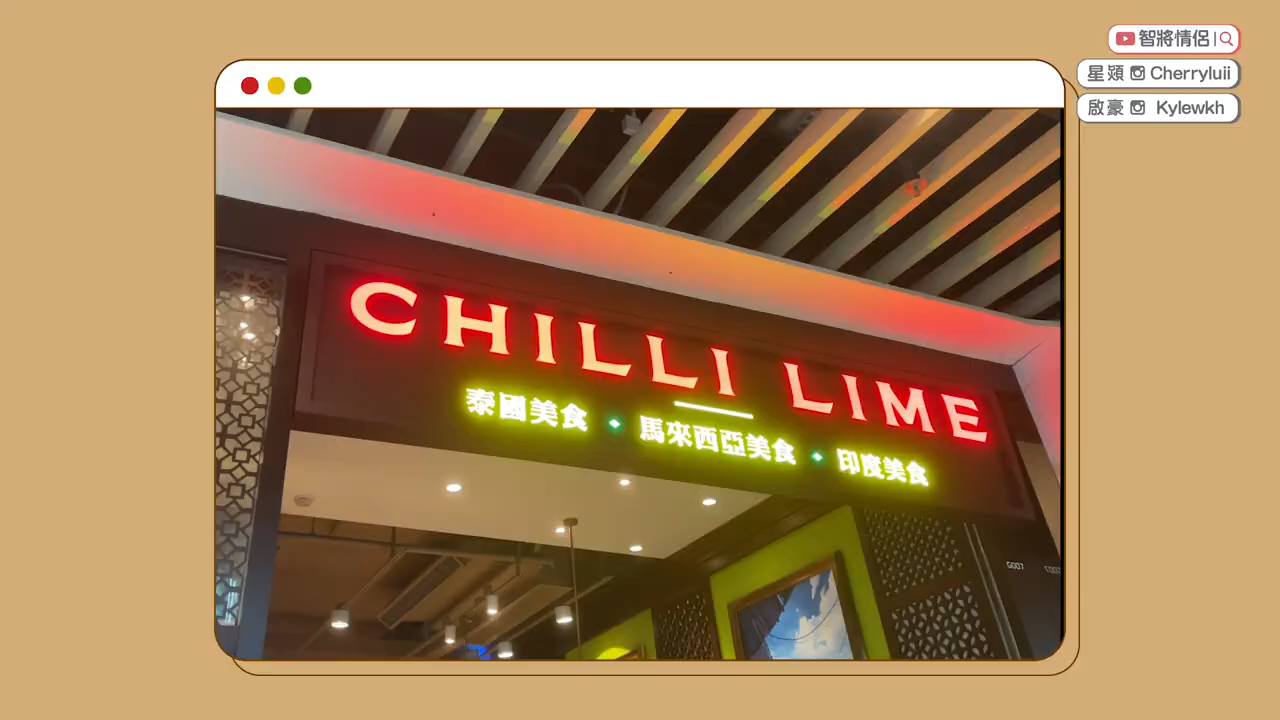 智將情侶
星潁 Cherryluii
啟豪 Kylewkh
CHILLI LIME
泰國美食 · 馬來西亞美食 · 印度美食
G007